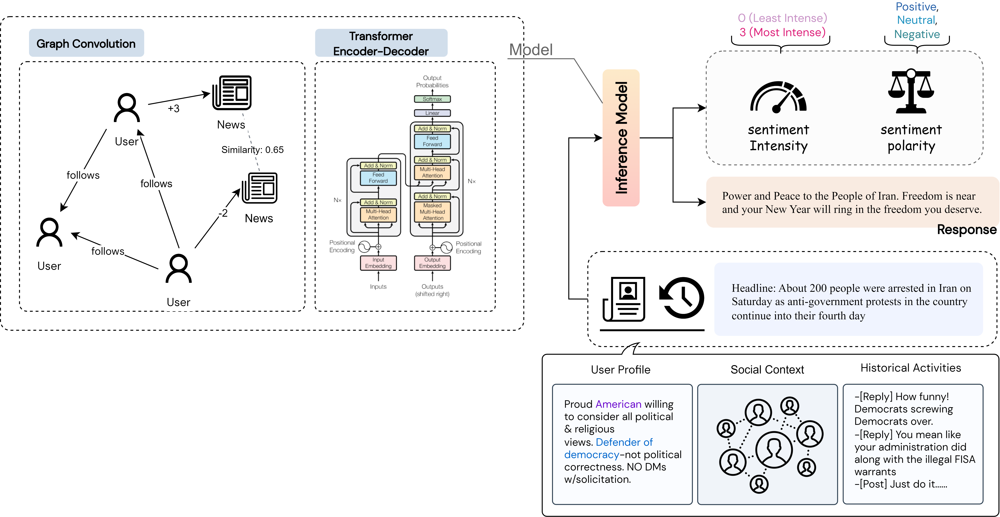 Graph Convolution
+3
News
User
Similarity: 0.65
follows
follows
-2
News
follows
User
User
Transformer
Encoder-Decoder
Output
Probabilities
Softmax
Linear
Add & Norm
Feed
Forward
Add & Norm
Multi-Head
Attention
Add & Norm
Feed
Forward
Nx
Add & Norm
Masked
Multi-Head
Attention
Nx
Add & Norm
Multi-Head
Attention
Positional
Encoding
Positional
Encoding
Input
Embedding
Output
Embedding
Inputs
Outputs
(shifted right)
Model
Inference Model
0 (Least Intense)
3 (Most Intense)
Positive,
Neutral,
Negative
sentiment
Intensity
sentiment
polarity
Power and Peace to the People of Iran. Freedom is near
and your New Year will ring in the freedom you deserve.
Response
Headline: About 200 people were arrested in Iran on
Saturday as anti-government protests in the country
continue into their fourth day
User Profile
Proud American willing
to consider all political
& religious
views. Defender of
democracy-not political
correctness. NO DMs
w/solicitation.
Social Context
Historical Activities
-[Reply] How funny!
Democrats screwing
Democrats over.
-[Reply] You mean like
your administration did
along with the illegal FISA
warrants
-[Post] Just do it......